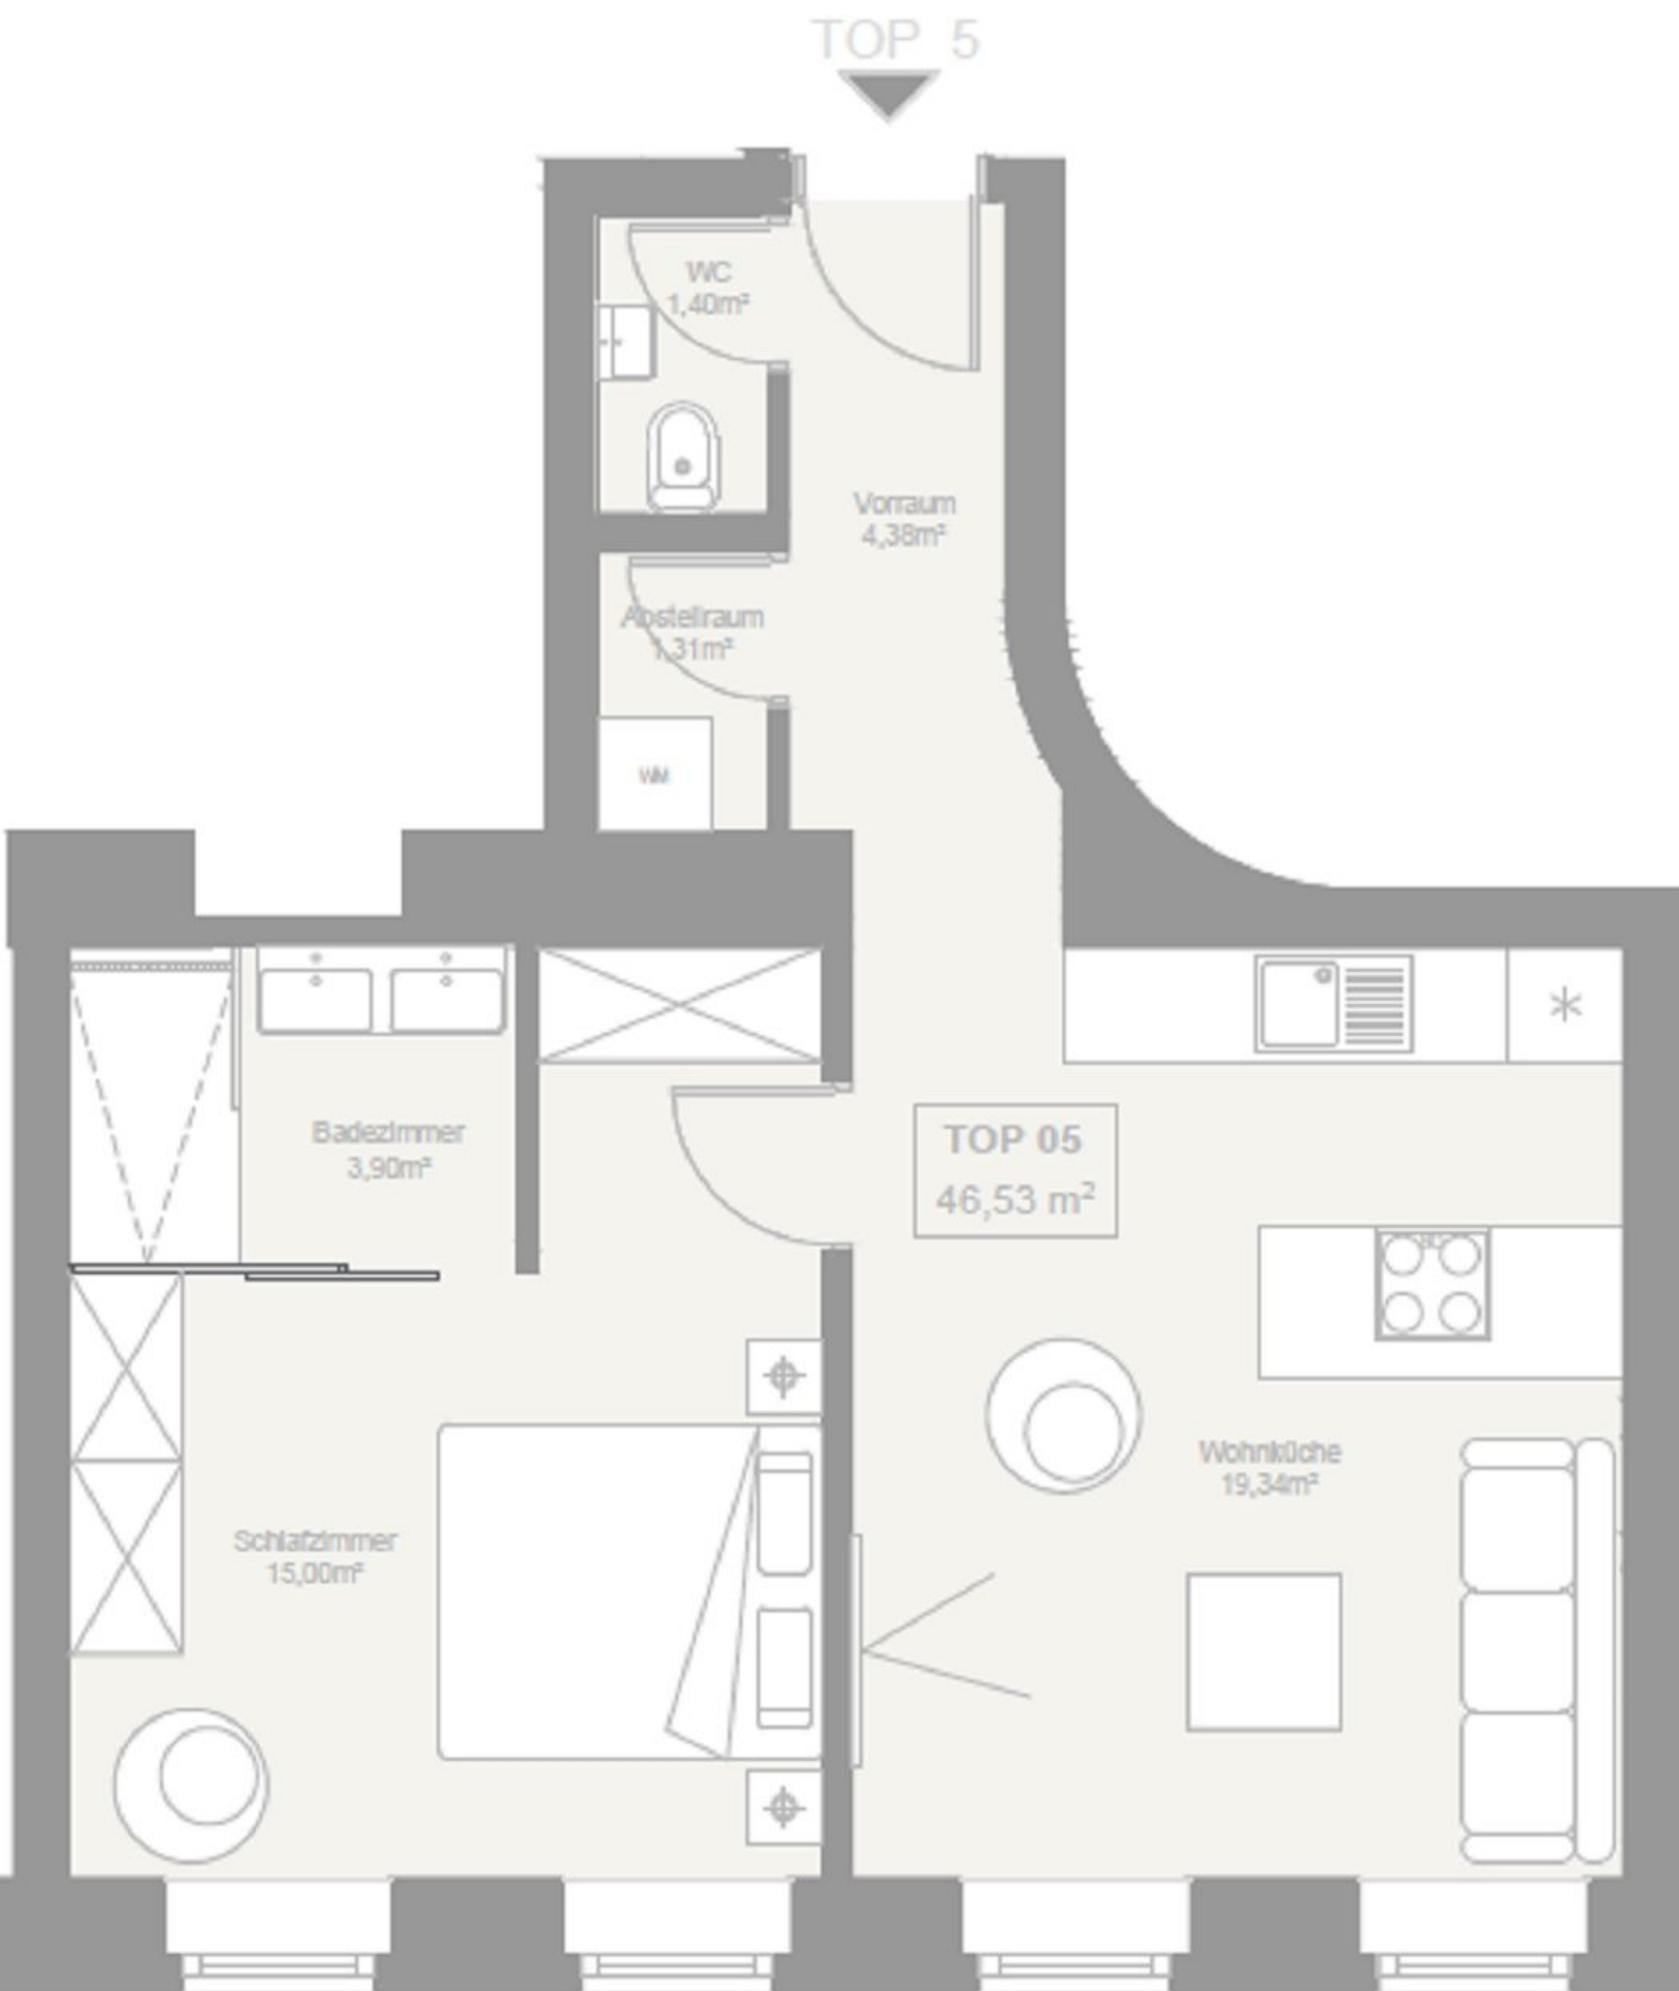 TOP 5
WC
1,40m²
Vorraum
4,38m²
Abstellraum
1,31m²
WM
Badezimmer
3,90m²
TOP 05
46,53 m²
Wohnküche
19,34m²
Schlafzimmer
15,00m²